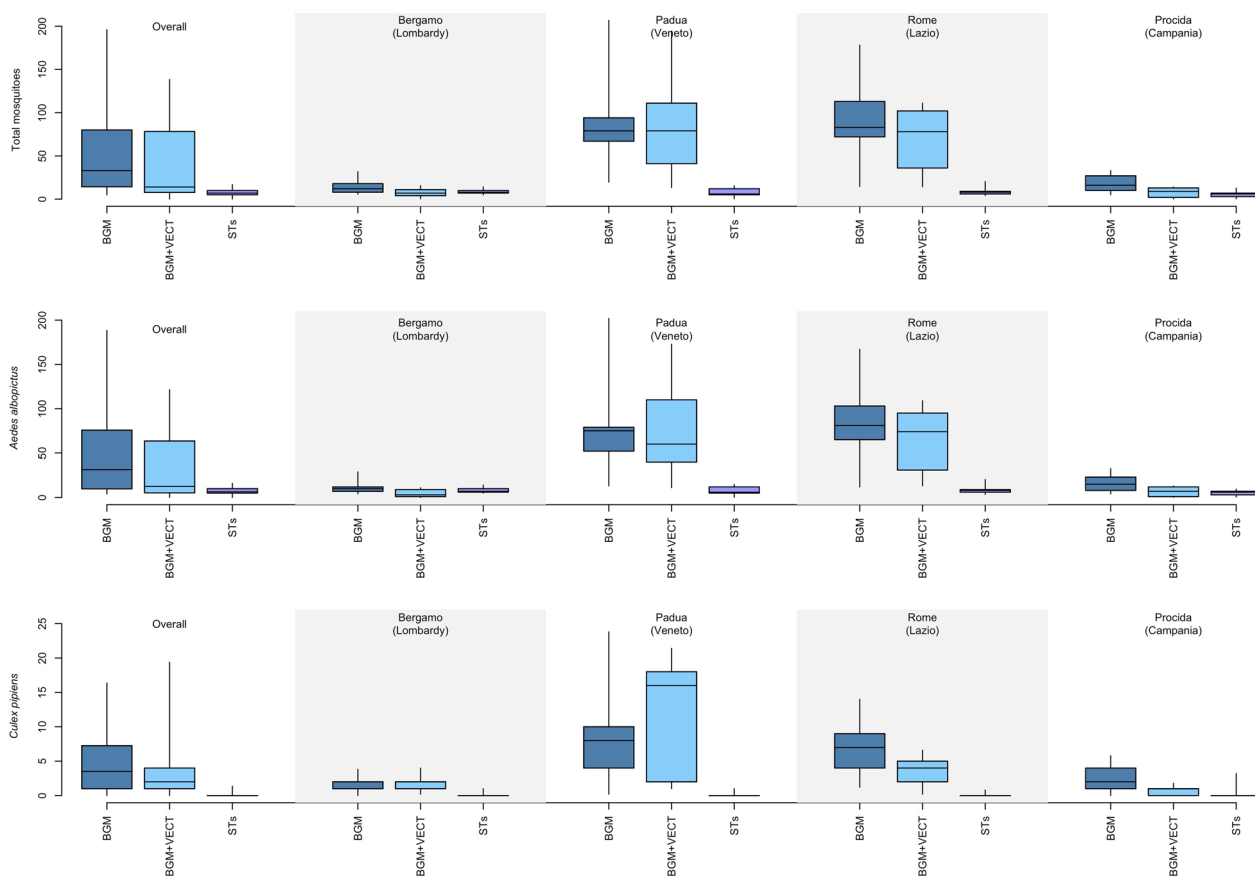 Overall
Bergamo
(Lombardy)
Padua
(Veneto)
Rome
(Lazio)
Procida
(Campania)
Total mosquitoes
200
150
100
50
0
BGM
BGM+VECT
STs
BGM
BGM+VECT
STs
BGM
BGM+VECT
STs
BGM
BGM+VECT
STs
BGM
BGM+VECT
STs
Overall
Bergamo
(Lombardy)
Padua
(Veneto)
Rome
(Lazio)
Procida
(Campania)
Aedes albopictus
200
150
100
50
0
BGM
BGM+VECT
STs
BGM
BGM+VECT
STs
BGM
BGM+VECT
STs
BGM
BGM+VECT
STs
BGM
BGM+VECT
STs
Overall
Bergamo
(Lombardy)
Padua
(Veneto)
Rome
(Lazio)
Procida
(Campania)
Culex pipiens
25
20
15
10
5
0
BGM
BGM+VECT
STs
BGM
BGM+VECT
STs
BGM
BGM+VECT
STs
BGM
BGM+VECT
STs
BGM
BGM+VECT
STs